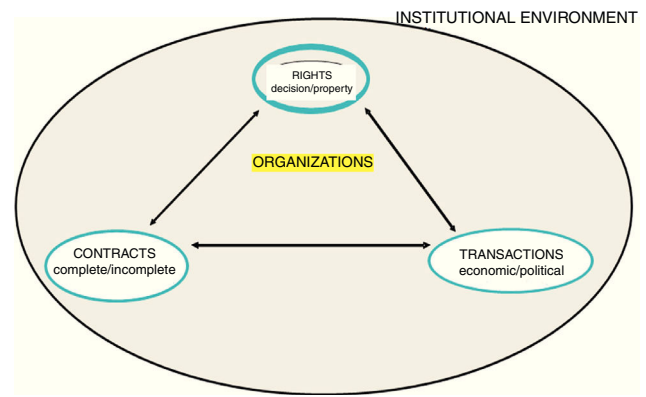 INSTITUTIONAL ENVIRONMENT
RIGHTS
decision/property
ORGANIZATIONS
CONTRACTS
complete/incomplete
TRANSACTIONS
economic/political